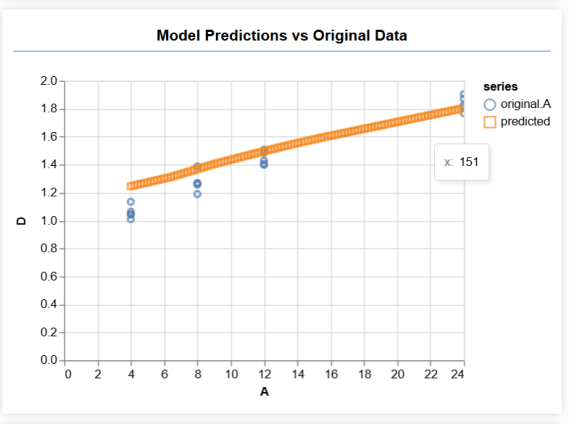 Model Predictions vs Original Data
2.0
1.8
1.6
1.4
1.2
1.0
0.8
0.6
0.4
0.2
0.0
D
0 2 4 6 8 10 12 14 16 18 20 22 24
A
series
original.A
predicted
x: 151